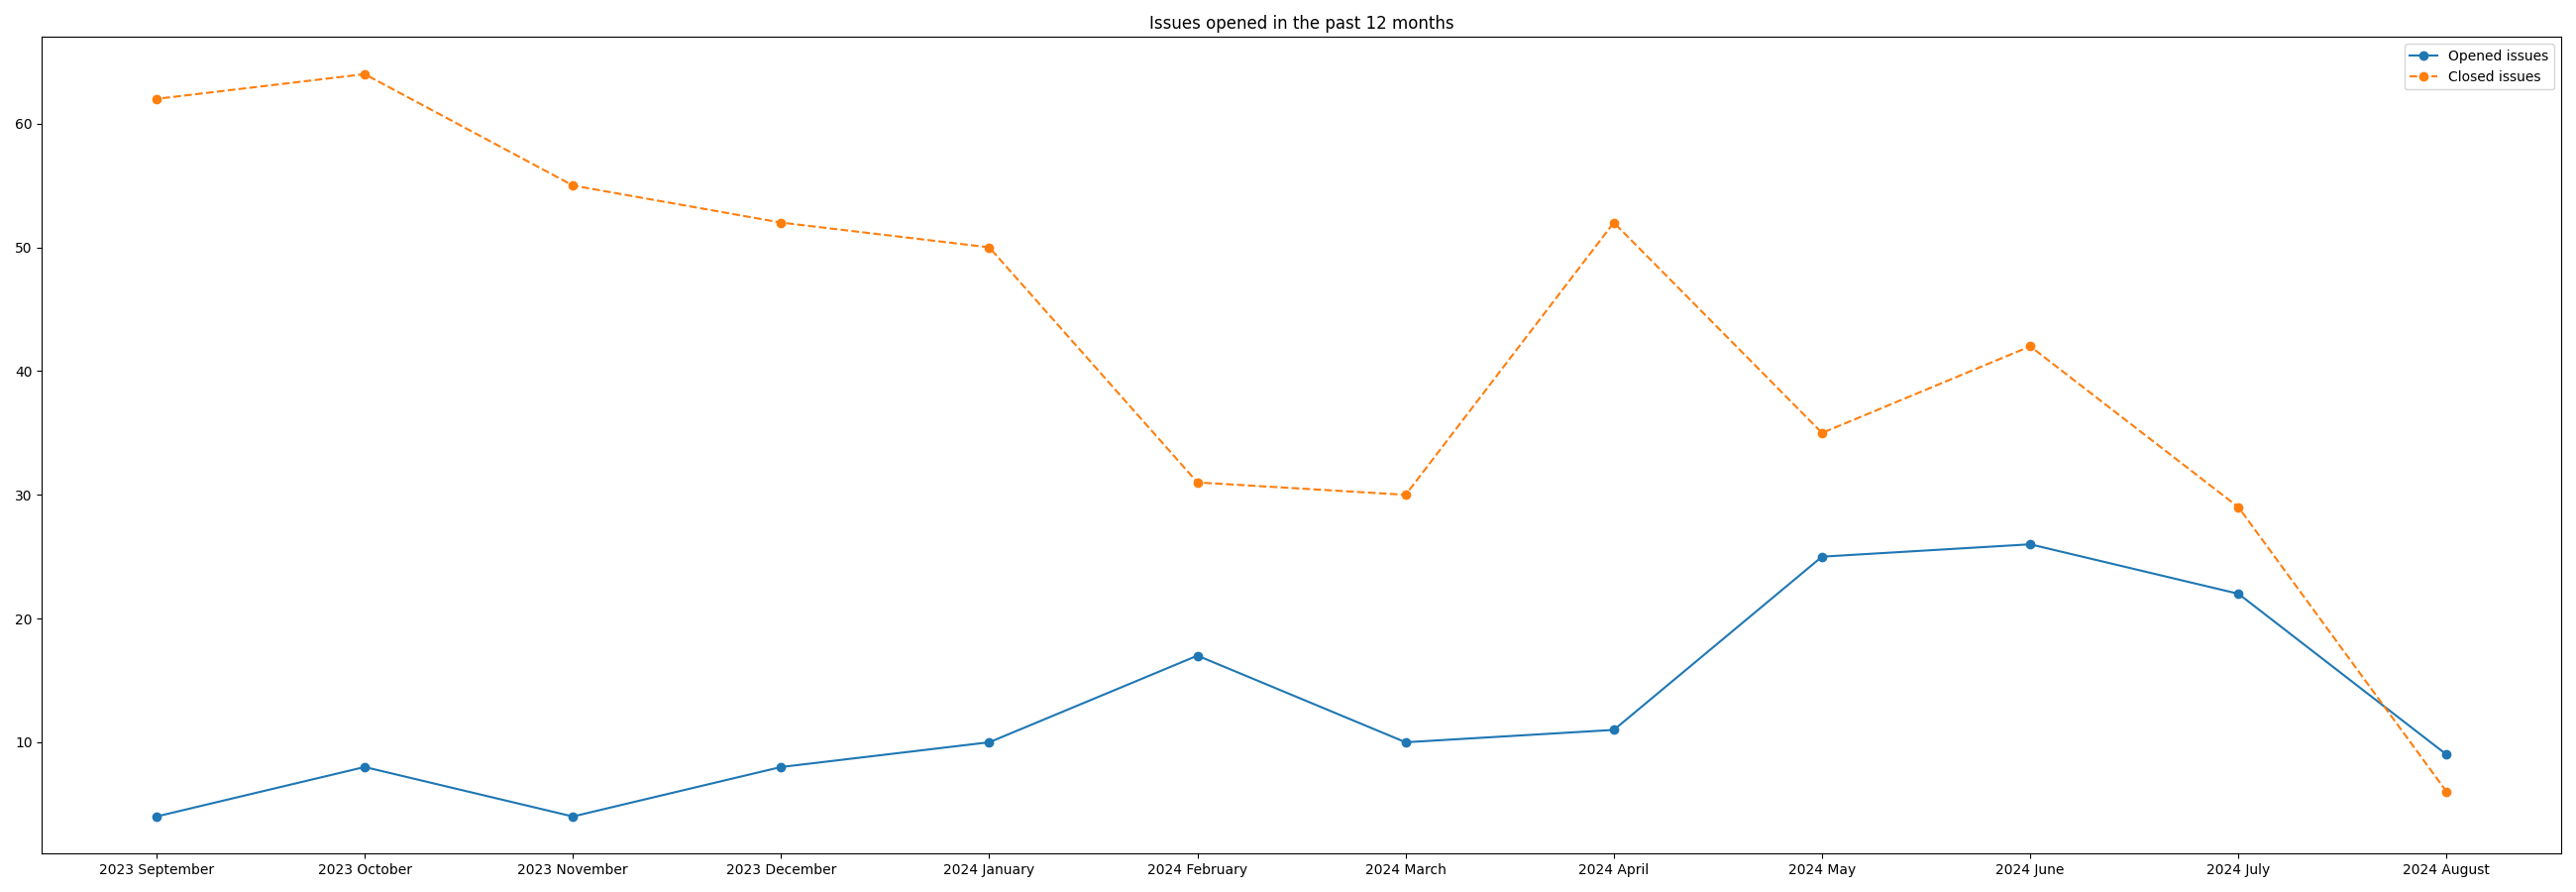 Issues opened in the past 12 months
Opened issues
Closed issues
60
50
40
30
20
10
2023 September 2023 October 2023 November 2023 December 2024 January 2024 February 2024 March 2024 April 2024 May 2024 June 2024 July 2024 August